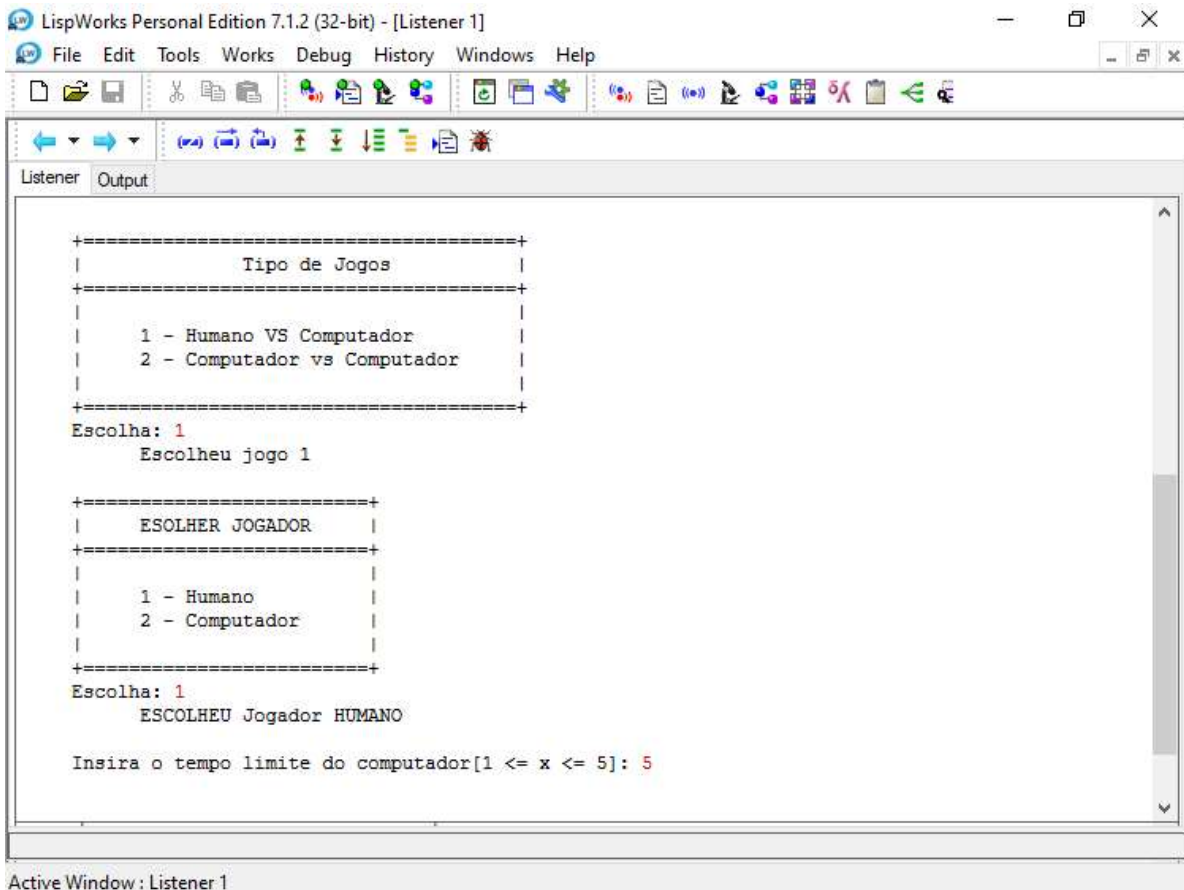 LispWorks Personal Edition 7.1.2 (32-bit) - [Listener 1]
File Edit Tools Works Debug History Windows Help
Listener Output
+======================================+
| Tipo de Jogos |
+======================================+
| |
| 1 - Humano VS Computador |
| 2 - Computador vs Computador |
| |
+======================================+
Escolha: 1
Escolheu jogo 1
+=========================+
| ESOLHER JOGADOR |
+=========================+
| |
| 1 - Humano |
| 2 - Computador |
| |
+=========================+
Escolha: 1
ESCOLHEU Jogador HUMANO
Insira o tempo limite do computador[1 <= x <= 5]: 5
Active Window : Listener 1